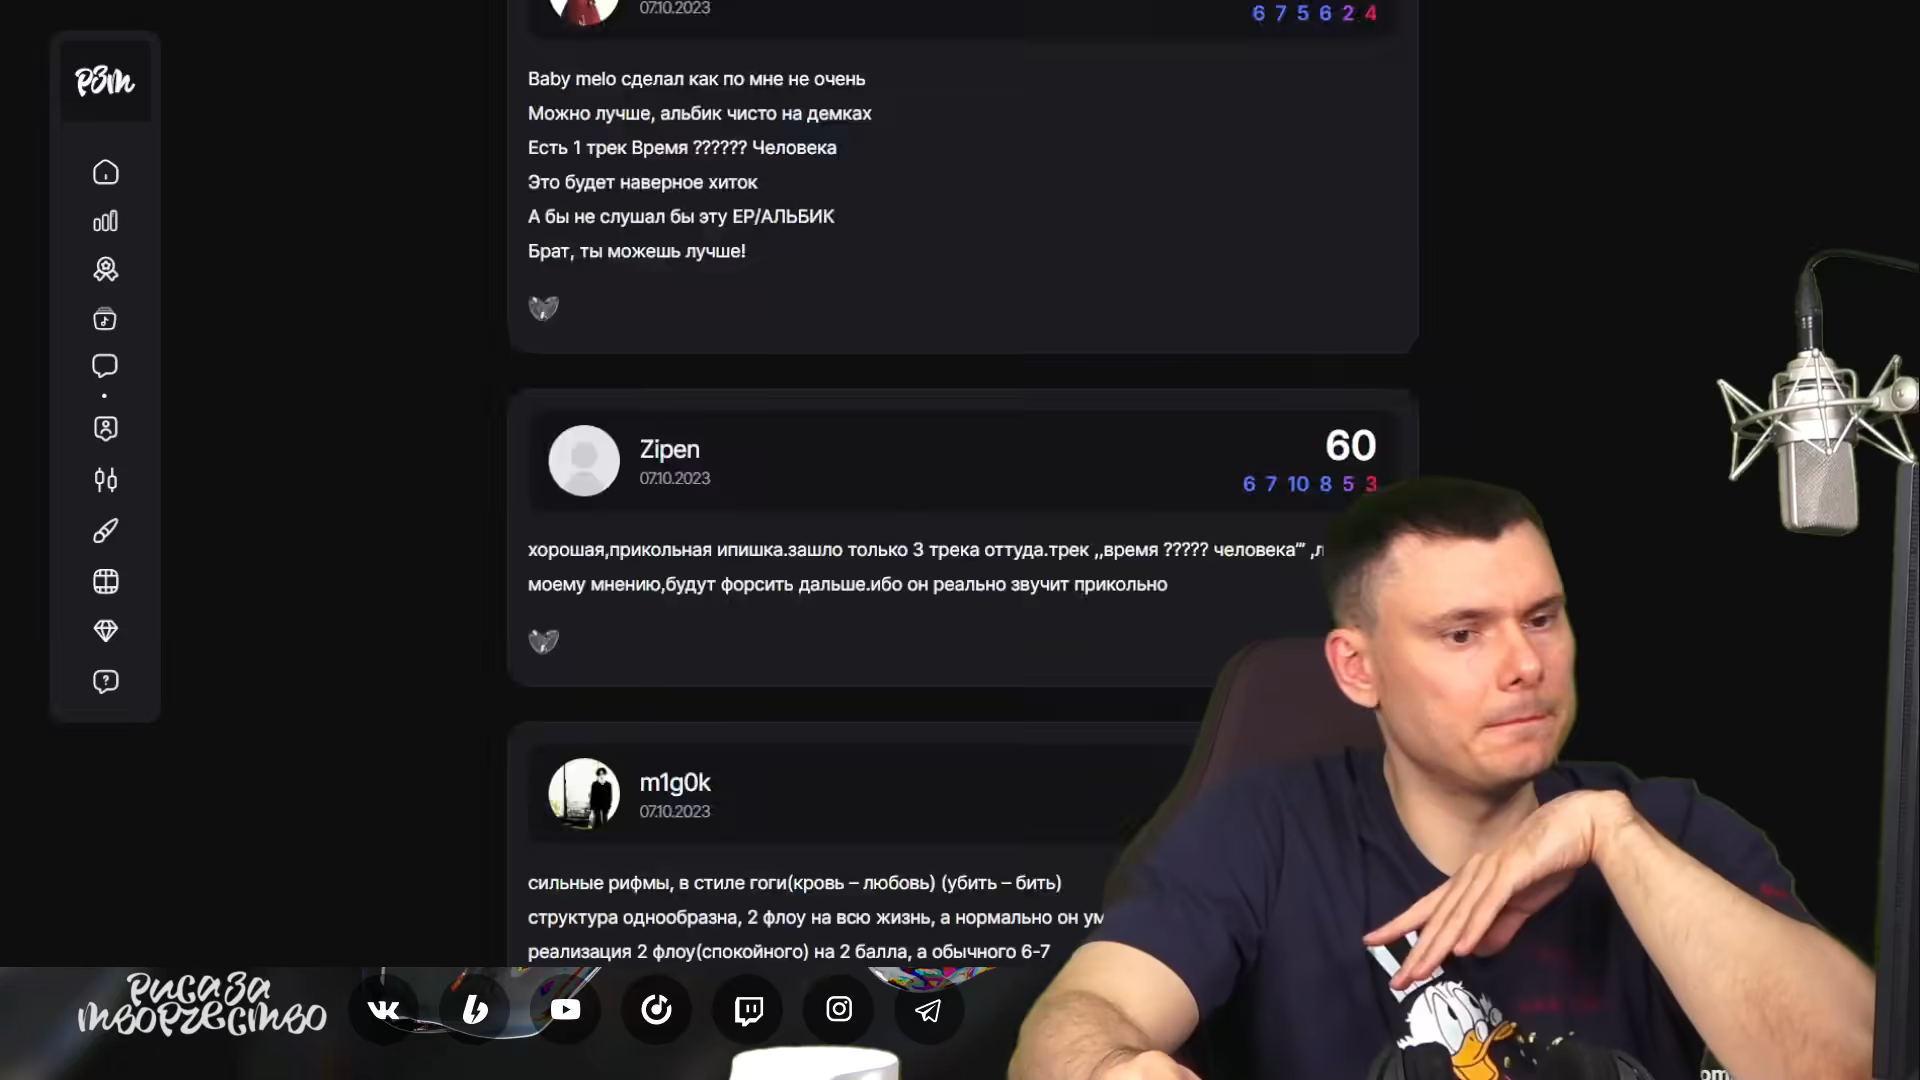 07.10.2023
6 7 5 6 2 4
РЗТ
Baby melo сделал как по мне не очень
Можно лучше, альбик чисто на демках
Есть 1 трек Время ?????? Человека
Это будет наверное хиток
А бы не слушал бы эту ЕР/АЛЬБИК
Брат, ты можешь лучше!
Zipen
60
07.10.2023
6 7 10 8 5 3
хорошая,прикольная ипишка.зашло только 3 трека оттуда.трек ,,время ????? человека''' ,
моему мнению,будут форсить дальше.ибо он реально звучит прикольно
m1g0k
07.10.2023
сильные рифмы, в стиле гоги(кровь – любовь) (убить – бить)
структура однообразна, 2 флоу на всю жизнь, а нормально он
реализация 2 флоу(спокойного) на 2 балла, а обычного 6-7
риса за
творчество